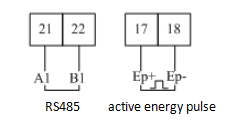 21 22 17 18
A1 B1 Ep+ Ep-
RS485 active energy pulse